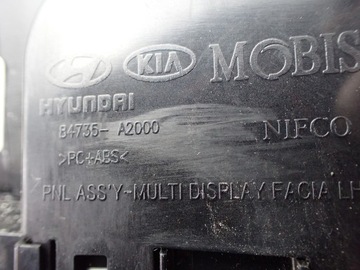 KIA MOBIS
HYUNDAI
84735- A2000 NIFCO
>PC+ABS<
PNL ASS'Y-MULTI DISPLAY FACIA LH